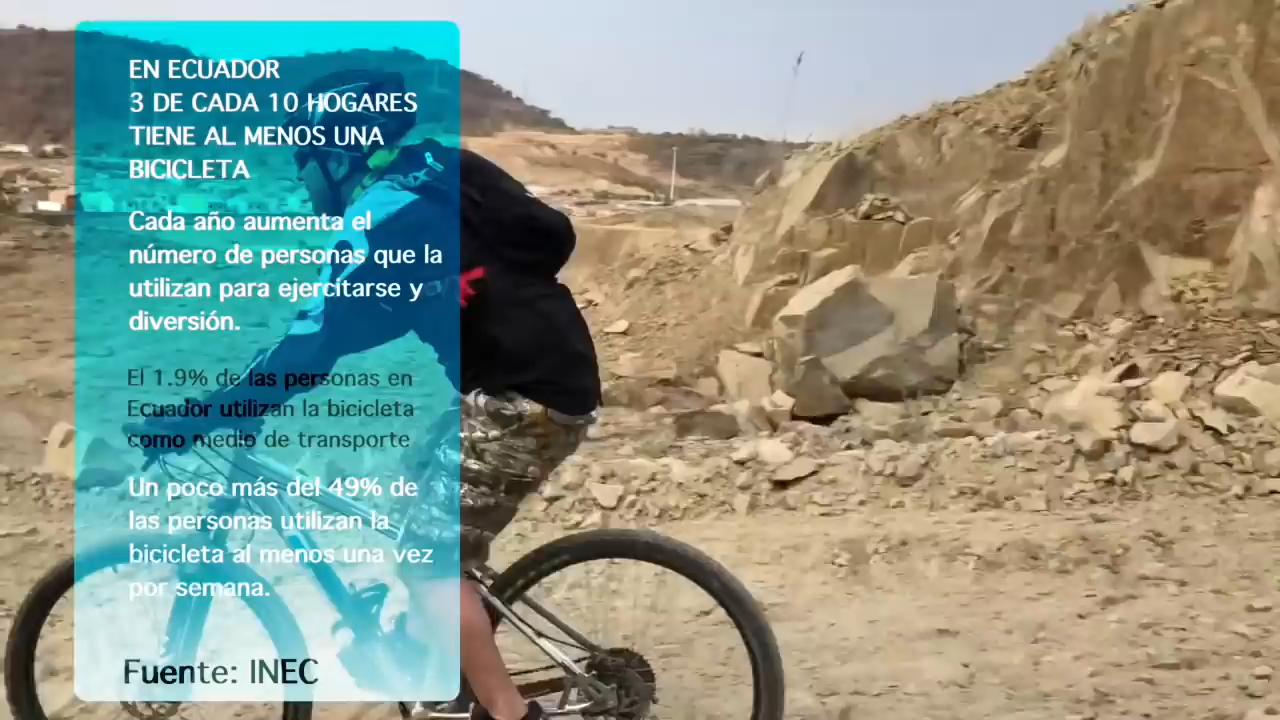 EN ECUADOR
3 DE CADA 10 HOGARES
TIENE AL MENOS UNA
BICICLETA
Cada año aumenta el
número de personas que la
utilizan para ejercitarse y
diversión.
El 1.9% de las personas en
Ecuador utilizan la bicicleta
como medio de transporte
Un poco más del 49% de
las personas utilizan la
bicicleta al menos una vez
por semana.
Fuente: INEC